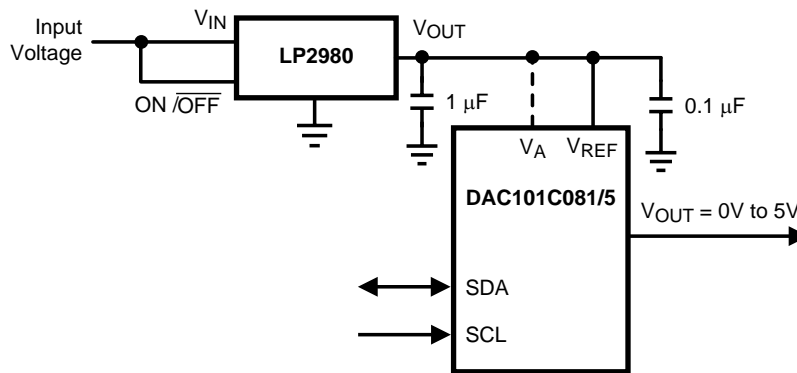 Input
Voltage
VIN
ON /OFF
LP2980
VOUT
1 μF
0.1 μF
VA
VREF
DAC101C081/5
VOUT = 0V to 5V
SDA
SCL